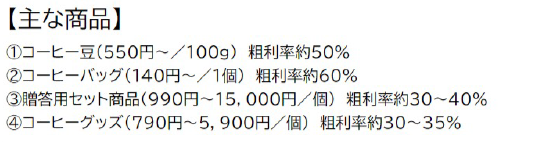 【主な商品】
①コーヒー豆(550円~/100g) 粗利率約50%
②コーヒーバッグ(140円~/1個) 粗利率約60%
③贈答用セット商品(990円~15,000円/個) 粗利率約30~40%
④コーヒーグッズ(790円~5,900円/個) 粗利率約30~35%